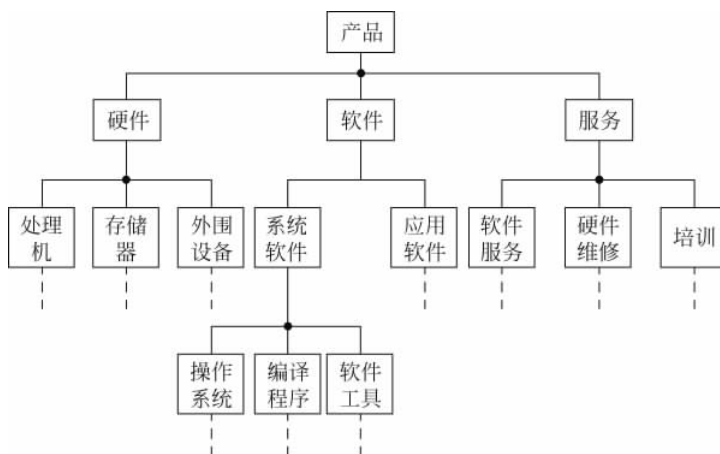 产品
硬件
软件
服务
处理
机
存储
器
外围
设备
系统
软件
应用
软件
软件
服务
硬件
维修
培训
操作
系统
编译
程序
软件
工具